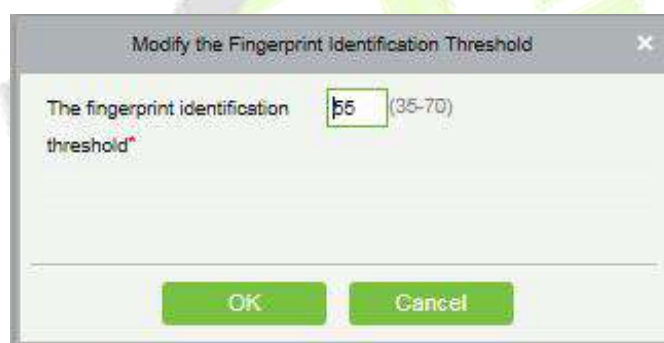 Modify the Fingerprint Identification Threshold ×
The fingerprint identification 55 (35-70)
threshold*
OK Cancel